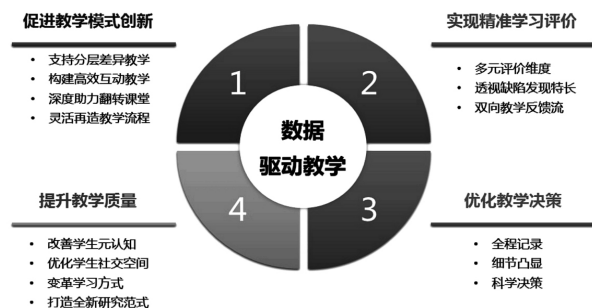 促进教学模式创新
• 支持分层差异教学
• 构建高效互动教学
• 深度助力翻转课堂
• 灵活再造教学流程
实现精准学习评价
• 多元评价维度
• 透视缺陷发现特长
• 双向教学反馈流
1
2
数据
驱动教学
4
3
提升教学质量
• 改善学生元认知
• 优化学生社交空间
• 变革学习方式
• 打造全新研究范式
优化教学决策
• 全程记录
• 细节凸显
• 科学决策